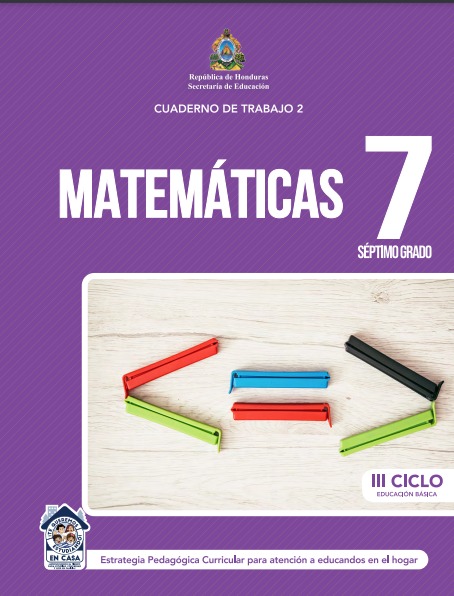 República de Honduras
Secretaría de Educación
CUADERNO DE TRABAJO 2
MATEMÁTICAS 7
SÉPTIMO GRADO
III CICLO
EDUCACIÓN BÁSICA
EN CASA
Estrategia Pedagógica Curricular para atención a educandos en el hogar